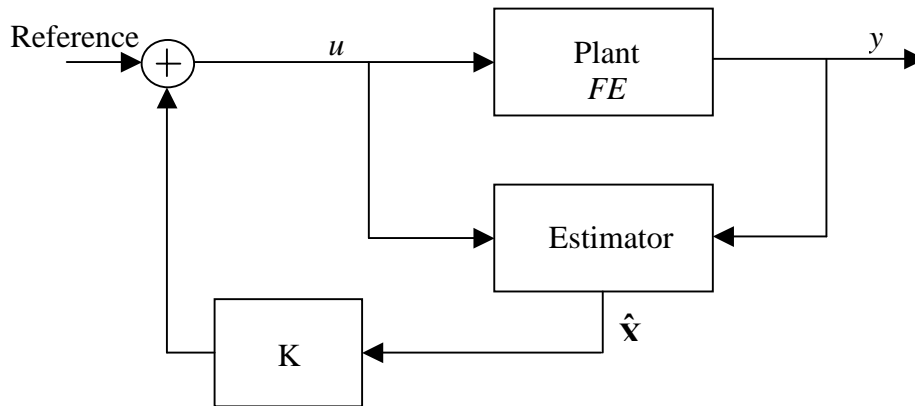 Reference
u
Plant
FE
y
+
Estimator
x̂
K